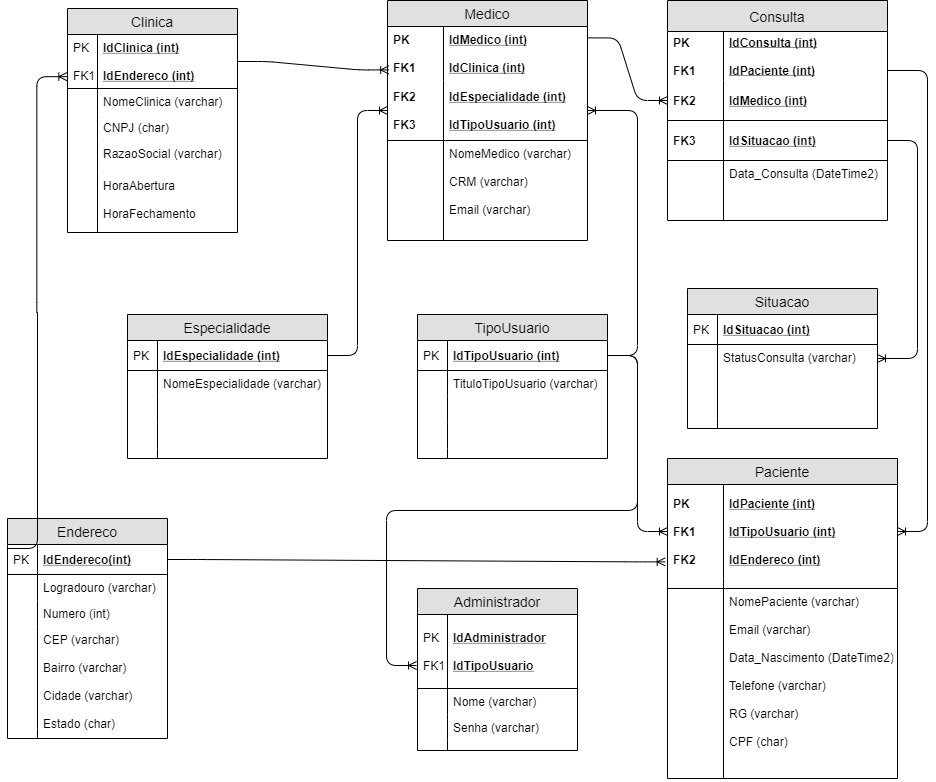 Clinica
PK IdClinica (int)
FK1 IdEndereco (int)
NomeClinica (varchar)
CNPJ (char)
RazaoSocial (varchar)
HoraAbertura
HoraFechamento
Medico
PK IdMedico (int)
FK1 IdClinica (int)
FK2 IdEspecialidade (int)
FK3 IdTipoUsuario (int)
NomeMedico (varchar)
CRM (varchar)
Email (varchar)
Consulta
PK IdConsulta (int)
FK1 IdPaciente (int)
FK2 IdMedico (int)
FK3 IdSituacao (int)
Data_Consulta (DateTime2)
Especialidade
PK IdEspecialidade (int)
NomeEspecialidade (varchar)
TipoUsuario
PK IdTipoUsuario (int)
TituloTipoUsuario (varchar)
Situacao
PK IdSituacao (int)
StatusConsulta (varchar)
Endereco
PK IdEndereco(int)
Logradouro (varchar)
Numero (int)
CEP (varchar)
Bairro (varchar)
Cidade (varchar)
Estado (char)
Administrador
PK IdAdministrador
FK1 IdTipoUsuario
Nome (varchar)
Senha (varchar)
Paciente
PK IdPaciente (int)
FK1 IdTipoUsuario (int)
FK2 IdEndereco (int)
NomePaciente (varchar)
Email (varchar)
Data_Nascimento (DateTime2)
Telefone (varchar)
RG (varchar)
CPF (char)